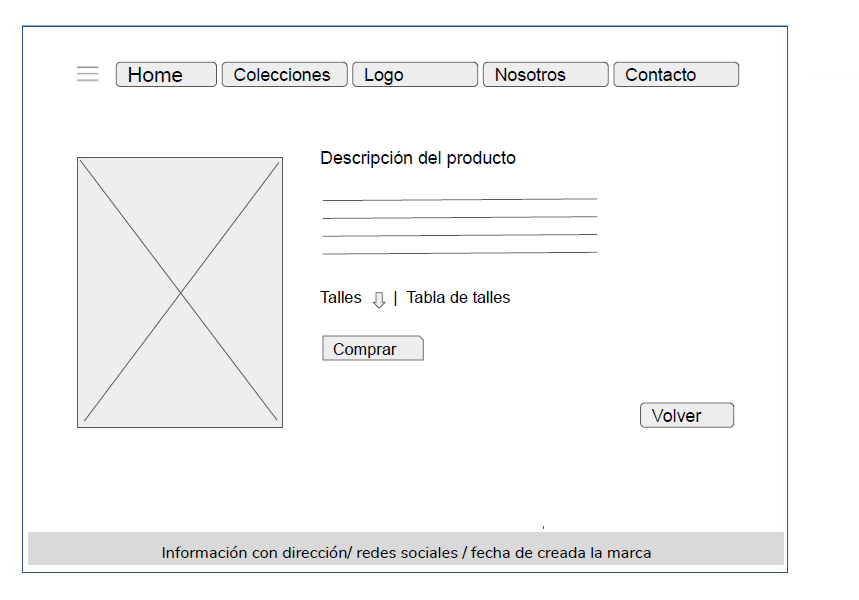 Home Colecciones Logo Nosotros Contacto
Descripción del producto
Talles | Tabla de talles
Comprar
Volver
Información con dirección/ redes sociales / fecha de creada la marca